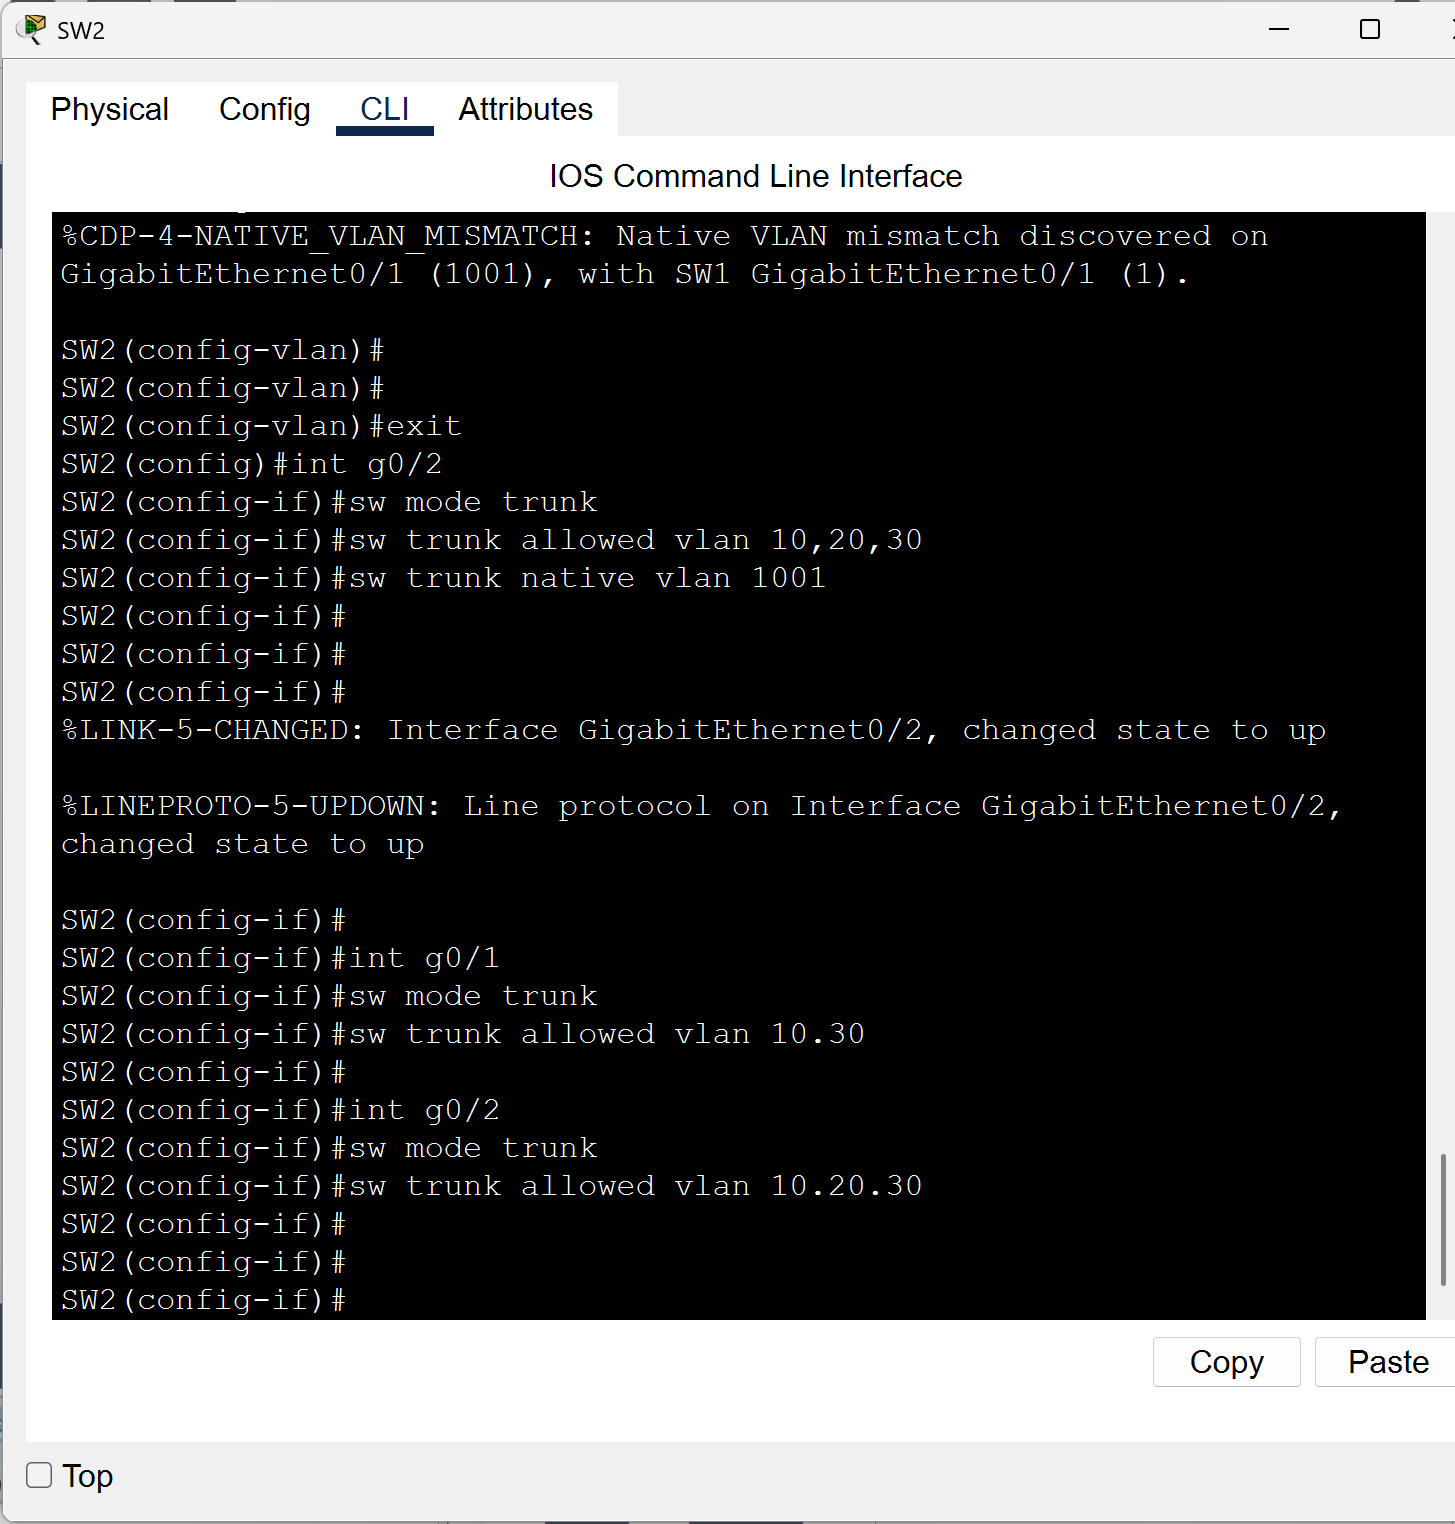 SW2
Physical Config CLI Attributes
IOS Command Line Interface
%CDP-4-NATIVE_VLAN_MISMATCH: Native VLAN mismatch discovered on
GigabitEthernet0/1 (1001), with SW1 GigabitEthernet0/1 (1).
SW2(config-vlan)#
SW2(config-vlan)#
SW2(config-vlan)#exit
SW2(config)#int g0/2
SW2(config-if)#sw mode trunk
SW2(config-if)#sw trunk allowed vlan 10,20,30
SW2(config-if)#sw trunk native vlan 1001
SW2(config-if)#
SW2(config-if)#
SW2(config-if)#
%LINK-5-CHANGED: Interface GigabitEthernet0/2, changed state to up
%LINEPROTO-5-UPDOWN: Line protocol on Interface GigabitEthernet0/2,
changed state to up
SW2(config-if)#
SW2(config-if)#int g0/1
SW2(config-if)#sw mode trunk
SW2(config-if)#sw trunk allowed vlan 10.30
SW2(config-if)#
SW2(config-if)#int g0/2
SW2(config-if)#sw mode trunk
SW2(config-if)#sw trunk allowed vlan 10.20.30
SW2(config-if)#
SW2(config-if)#
SW2(config-if)#
Copy Paste
Top